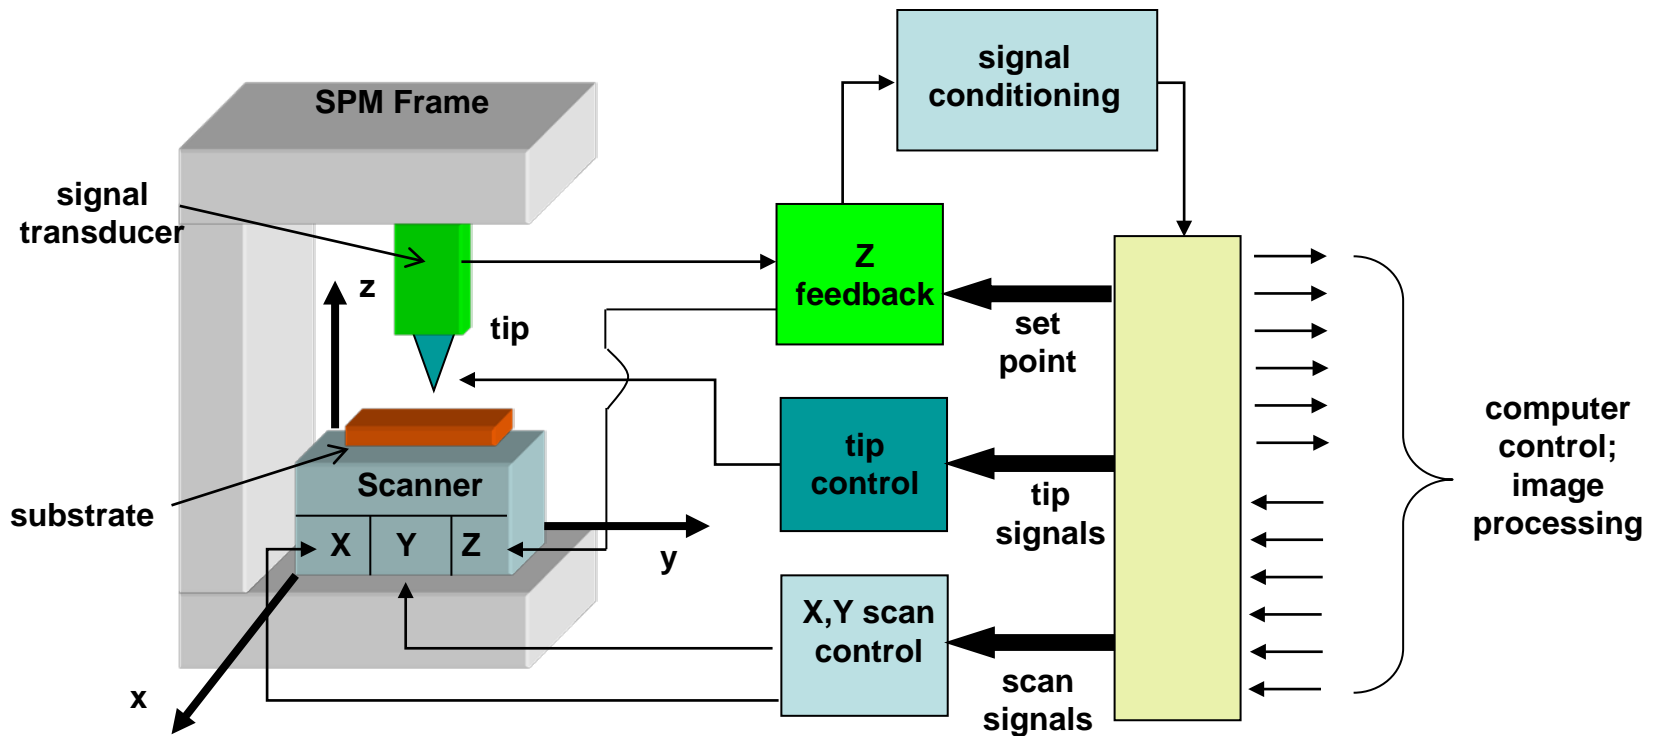 signal
conditioning
SPM Frame
signal
transducer
z
tip
Z
feedback
set
point
computer
control;
image
processing
tip
control
tip
signals
Scanner
substrate
X Y Z
y
X,Y scan
control
scan
signals
x